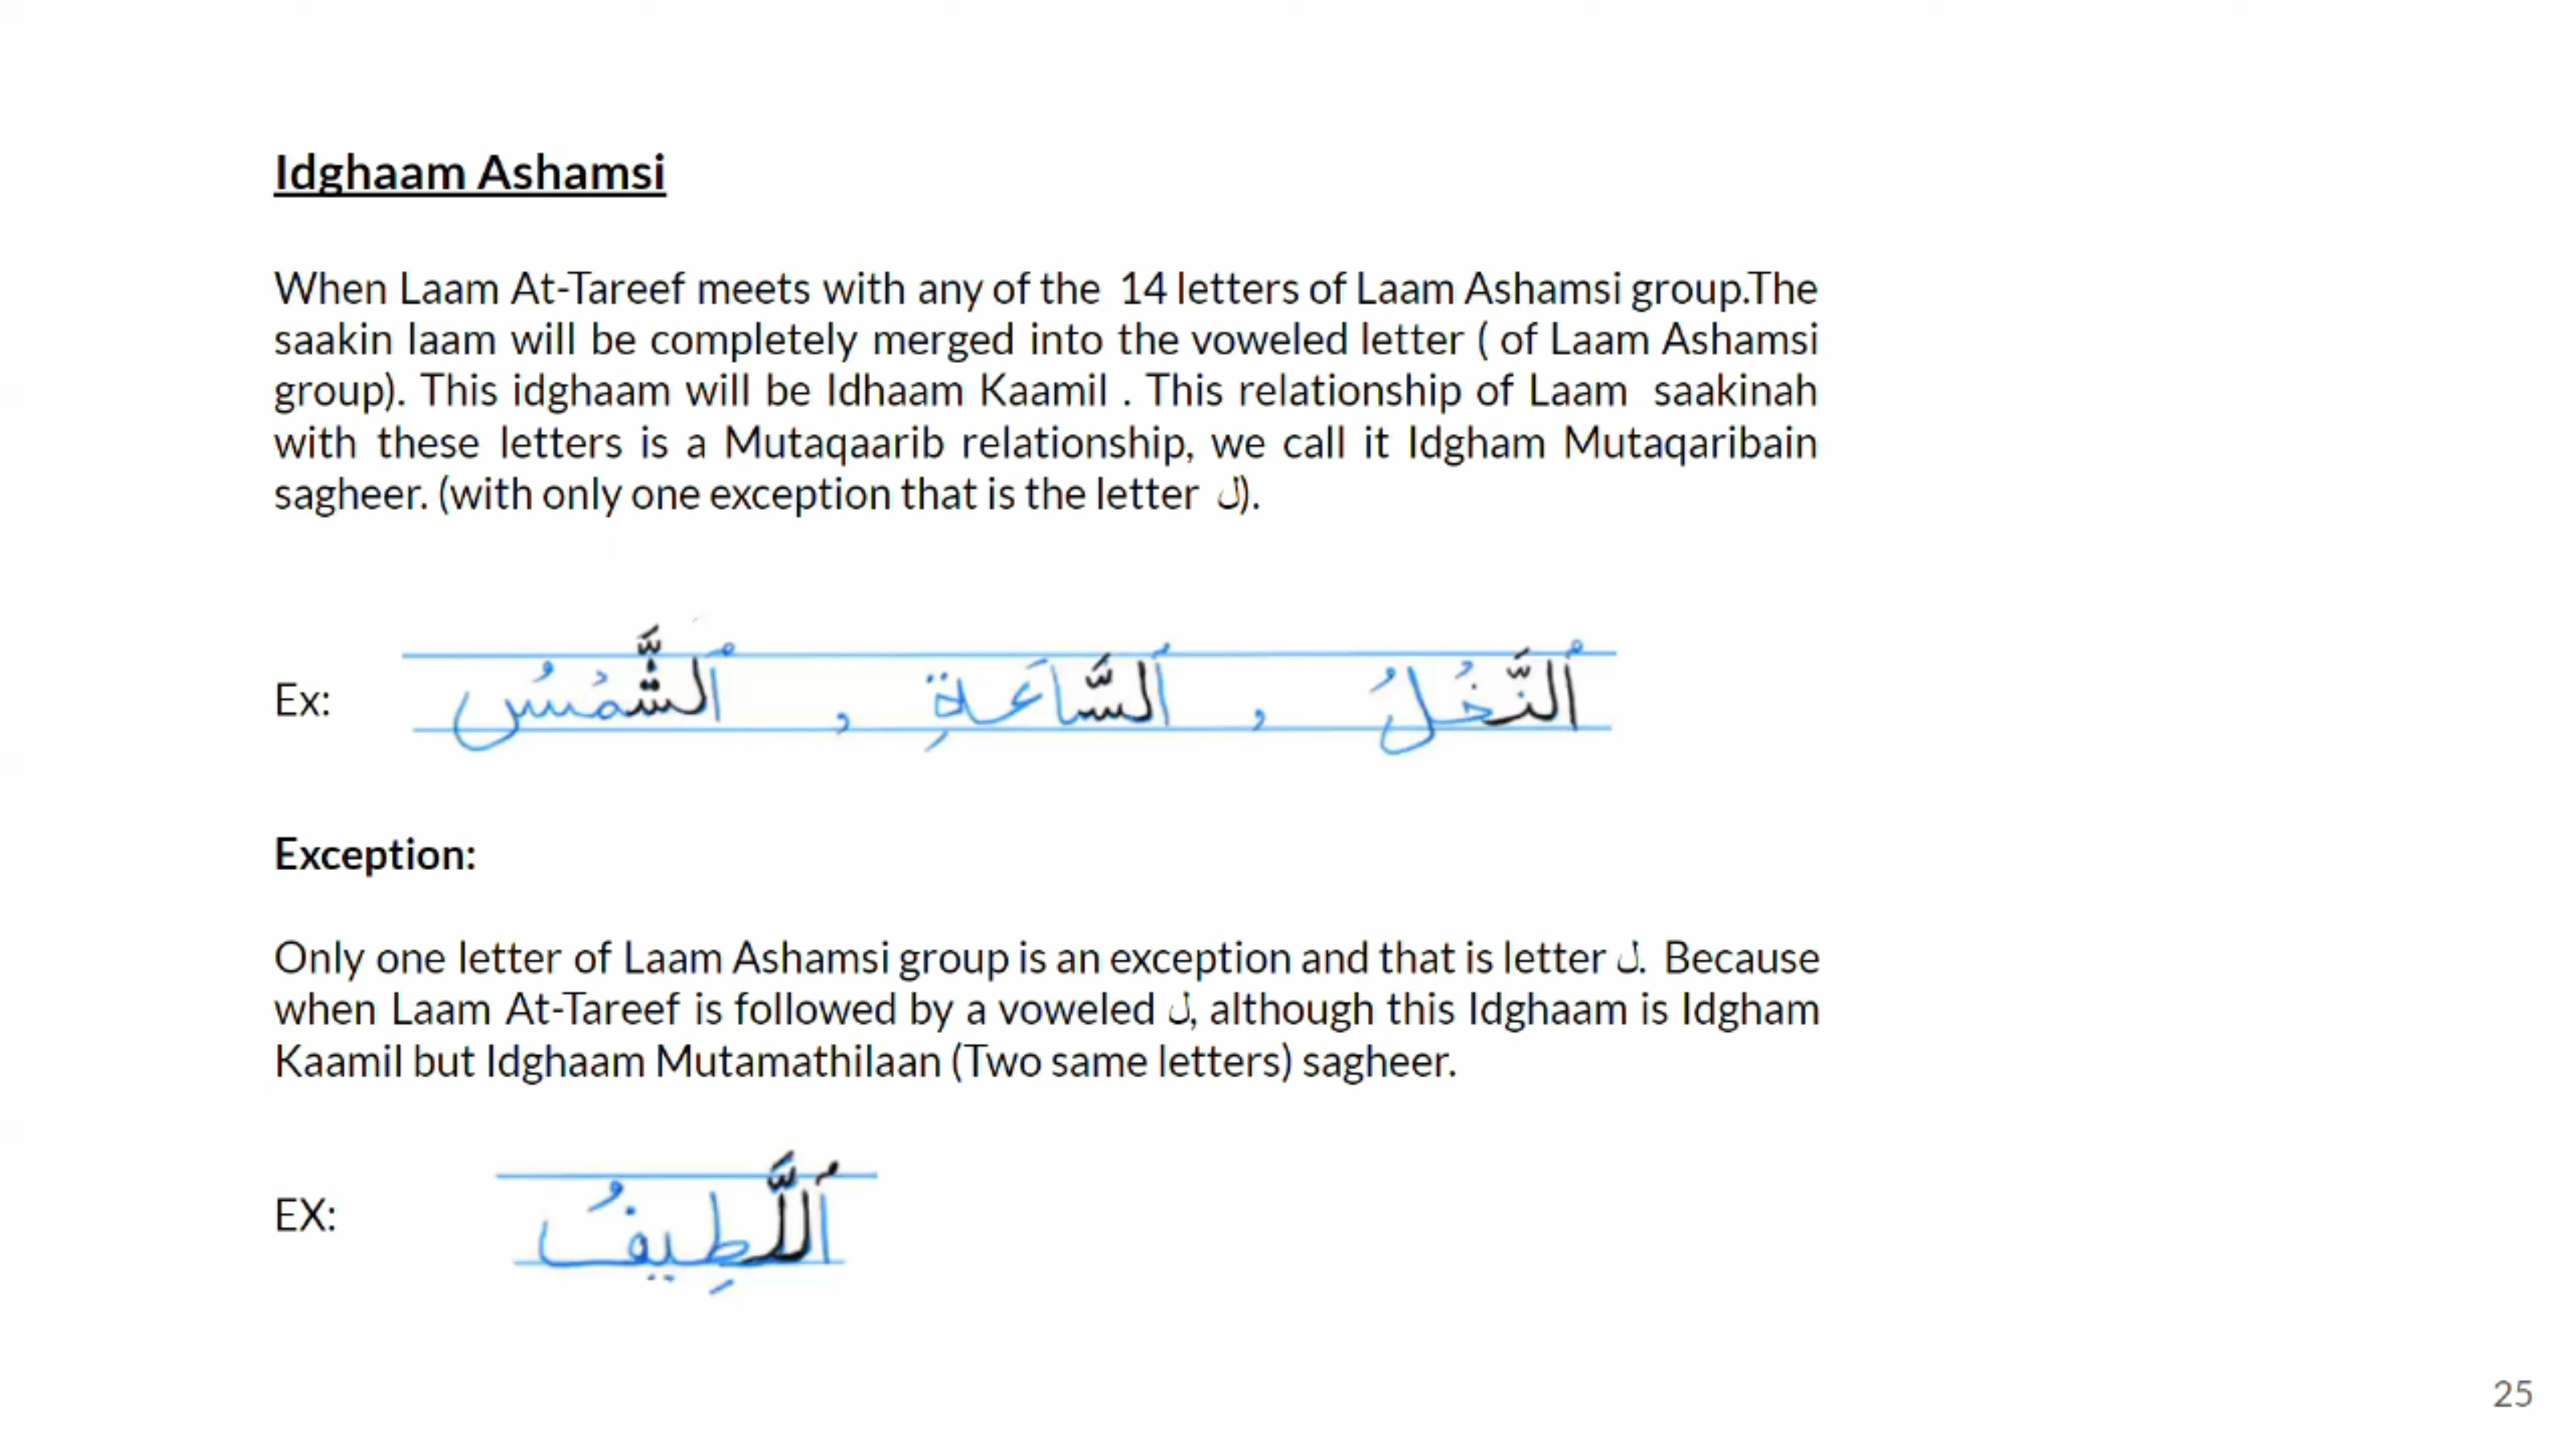 Idghaam Ashamsi
When Laam At-Tareef meets with any of the 14 letters of Laam Ashamsi group.The
saakin laam will be completely merged into the voweled letter ( of Laam Ashamsi
group). This idghaam will be Idhaam Kaamil . This relationship of Laam saakinah
with these letters is a Mutaqaarib relationship, we call it Idgham Mutaqaribain
sagheer. (with only one exception that is the letter ل).
Ex: ٱلنَّخْلُ , ٱلسَّاعَةِ , ٱلشَّمْسُ
Exception:
Only one letter of Laam Ashamsi group is an exception and that is letter ل. Because
when Laam At-Tareef is followed by a voweled ل, although this Idghaam is Idgham
Kaamil but Idghaam Mutamathilaan (Two same letters) sagheer.
EX: ٱللَّطِيفُ
25